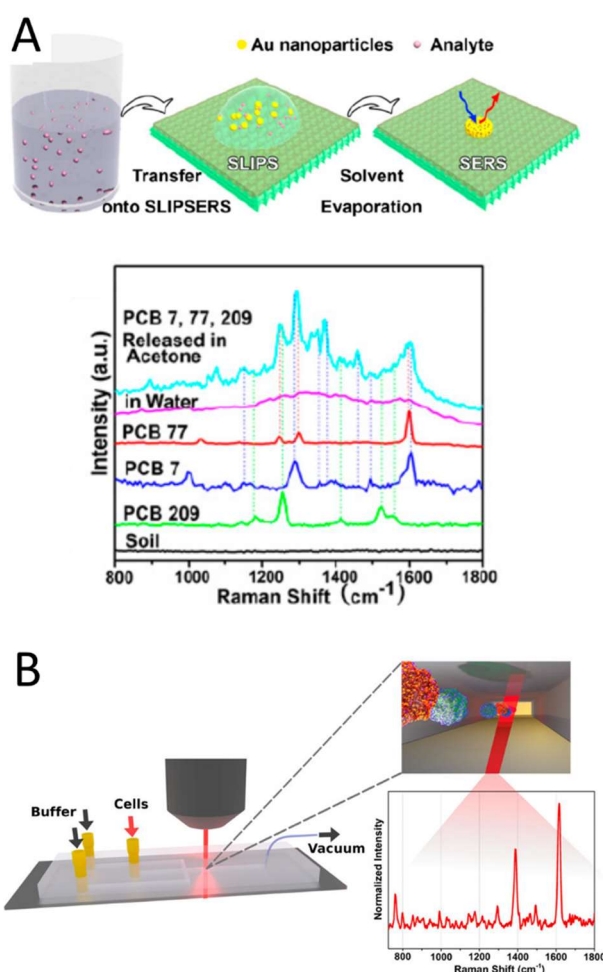 A
Au nanoparticles Analyte
SLIPS
SERS
Transfer
onto SLIPSERS
Solvent
Evaporation
PCB 7, 77, 209
Released in
Acetone
in Water
PCB 77
PCB 7
PCB 209
Soil
Intensity (a.u.)
800 1000 1200 1400 1600 1800
Raman Shift (cm-1)
B
Buffer
Cells
Vacuum
Normalized Intensity
800 1000 1200 1400 1600 1800
Raman Shift (cm-1)